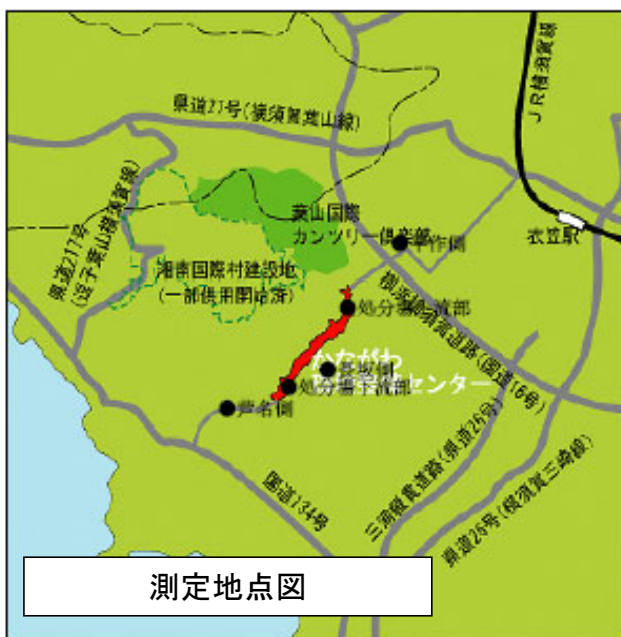 県道27号(横須賀葉山線)
JR横須賀線
葉山国際
カンツリー倶楽部
平作側
衣笠駅
県道217号
(逗子葉山横須賀線)
湘南国際村建設地
(一部供用開始済)
処分場上流部
横浜横須賀道路(国道16号)
かながわ
センター
処分場下流部
芦名側
国道134号
三浦縦貫道路(県道26号)
県道26号(横須賀三崎線)
測定地点図